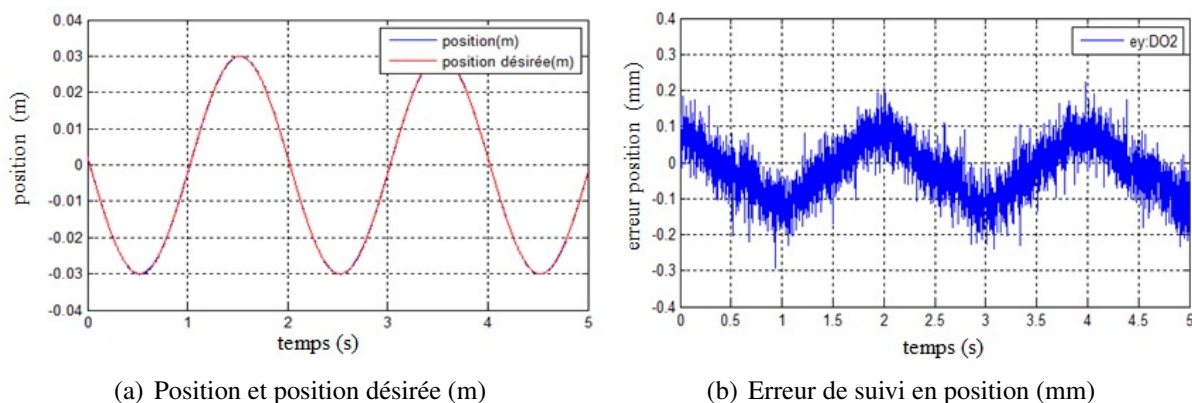 0.04
0.03
0.02
0.01
0
-0.01
-0.02
-0.03
-0.04
position (m)
position(m)
position désirée(m)
0 1 2 3 4 5
temps (s)
(a) Position et position désirée (m)
0.4
0.3
0.2
0.1
0
-0.1
-0.2
-0.3
-0.4
erreur position (mm)
ey:DO2
0 0.5 1 1.5 2 2.5 3 3.5 4 4.5 5
temps (s)
(b) Erreur de suivi en position (mm)